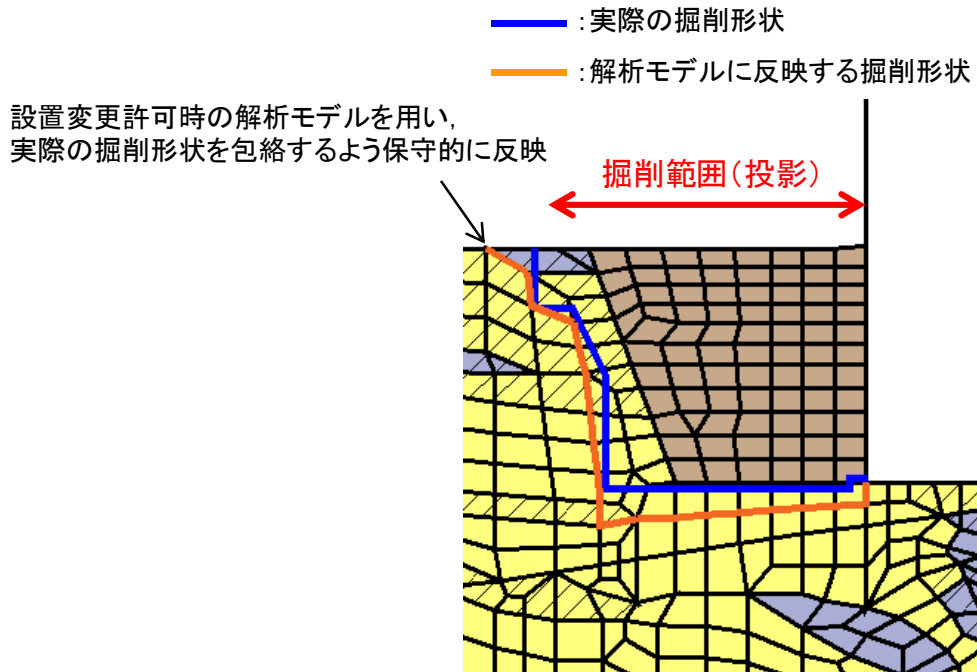 ：実際の掘削形状
：解析モデルに反映する掘削形状
設置変更許可時の解析モデルを用い，
実際の掘削形状を包絡するよう保守的に反映
掘削範囲（投影）